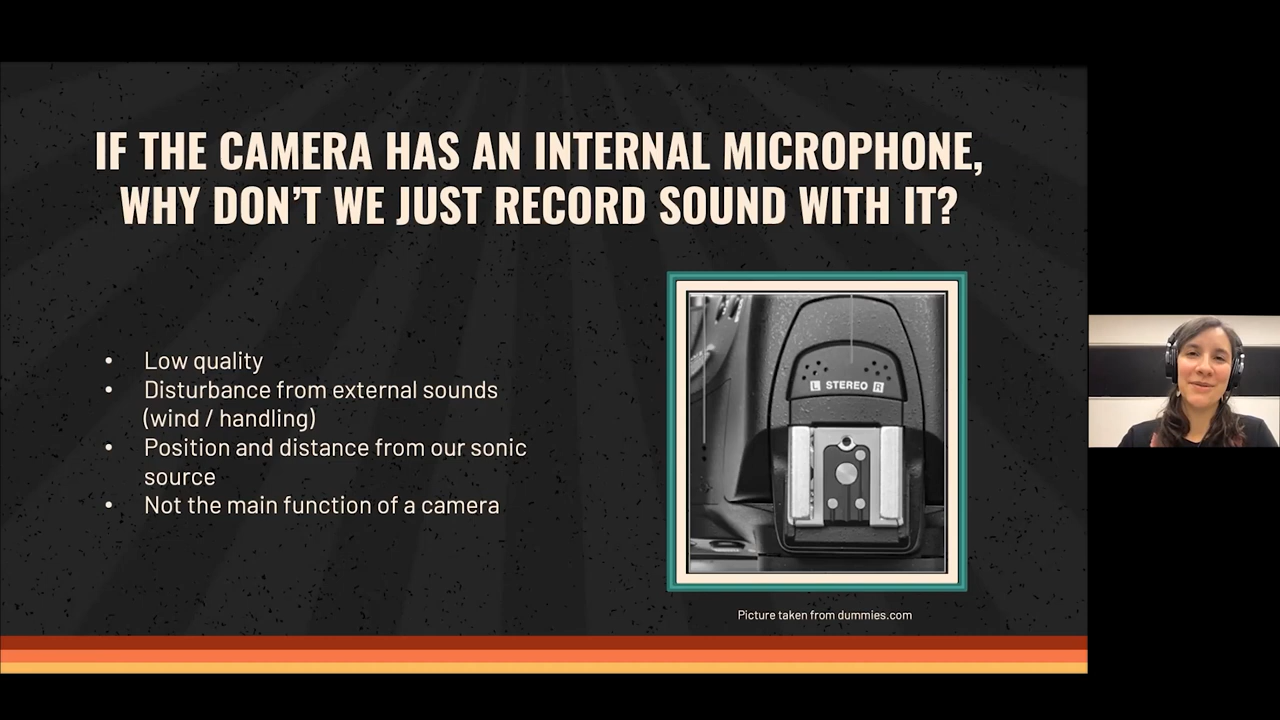 IF THE CAMERA HAS AN INTERNAL MICROPHONE,
WHY DON’T WE JUST RECORD SOUND WITH IT?
• Low quality
• Disturbance from external sounds
(wind / handling)
• Position and distance from our sonic
source
• Not the main function of a camera
L STEREO R
Picture taken from dummies.com